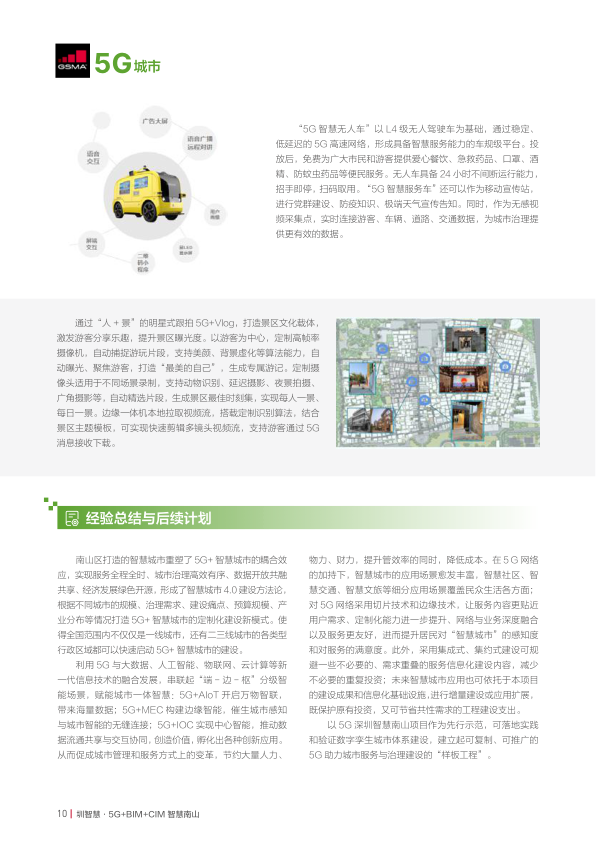 GSMA
5G城市
广告大屏
语音广播
远程对讲
语音
交互
用户
屏幕
解锁
交互
二维
码小
程序
“5G 智慧无人车”以 L4 级无人驾驶车为基础，通过稳定、
低延迟的 5G 高速网络，形成具备智慧服务能力的车规级平台。投
放后，免费为广大市民和游客提供爱心餐饮、急救药品、口罩、酒
精、防蚊虫药品等便民服务。无人车具备 24 小时不间断运行能力，
招手即停，扫码取用。“5G 智慧服务车”还可以作为移动宣传站，
进行党群建设、防疫知识、极端天气宣传告知。同时，作为无感视
频采集点，实时连接游客、车辆、道路、交通数据，为城市治理提
供更有效的数据。
通过“人 + 景”的明星式跟拍 5G+Vlog，打造景区文化载体，
激发游客分享乐趣，提升景区曝光度。以游客为中心，定制高帧率
摄像机，自动捕捉游玩片段，支持美颜、背景虚化等算法能力，自
动曝光、聚焦游客，打造“最美的自己”，生成专属游记。定制摄
像头适用于不同场景录制，支持动物识别、延迟摄影、夜景拍摄、
广角摄影等，自动精选片段，生成景区最佳时刻集，实现每人一景、
每日一景。边缘一体机本地拉取视频流，搭载定制识别算法，结合
景区主题模板，可实现快速剪辑多镜头视频流，支持游客通过 5G
消息接收下载。
经验总结与后续计划
南山区打造的智慧城市重塑了 5G+ 智慧城市的耦合效
应，实现服务全程全时、城市治理高效有序、数据开放共融
共享、经济发展绿色开源，形成了智慧城市 4.0 建设方法论，
根据不同城市的规模、治理需求、建设痛点、预算规模、产
业分布等情况打造 5G+ 智慧城市的定制化建设新模式。使
得全国范围内不仅仅是一线城市，还有二三线城市的各类型
行政区域都可以快速启动 5G+ 智慧城市的建设。
利用 5G 与大数据、人工智能、物联网、云计算等新
一代信息技术的融合发展，串联起“端 – 边 – 枢”分级智
能场景，赋能城市一体智慧：5G+AIoT 开启万物智联，
带来海量数据；5G+MEC 构建边缘智能，催生城市感知
与城市智能的无缝连接；5G+IOC 实现中心智能，推动数
据流通共享与交互协同，创造价值，孵化出各种创新应用。
从而促成城市管理和服务方式上的变革，节约大量人力、
物力、财力，提升管效率的同时，降低成本。在 5 G 网络
的加持下，智慧城市的应用场景愈发丰富，智慧社区、智
慧交通、智慧文旅等细分应用场景覆盖民众生活各方面；
对 5G 网络采用切片技术和边缘技术，让服务内容更贴近
用户需求、定制化能力进一步提升、网络与业务深度融合
以及服务更友好，进而提升居民对“智慧城市”的感知度
和对服务的满意度。此外，采用集成式、集约式建设可规
避一些不必要的、需求重叠的服务信息化建设内容，减少
不必要的重复投资；未来智慧城市应用也可依托于本项目
的建设成果和信息化基础设施，进行增量建设或应用扩展，
既保护原有投资，又可节省共性需求的工程建设支出。
以 5G 深圳智慧南山项目作为先行示范，可落地实践
和验证数字孪生城市体系建设，建立起可复制、可推广的
5G 助力城市服务与治理建设的“样板工程”。
10 | 圳智慧 · 5G+BIM+CIM 智慧南山